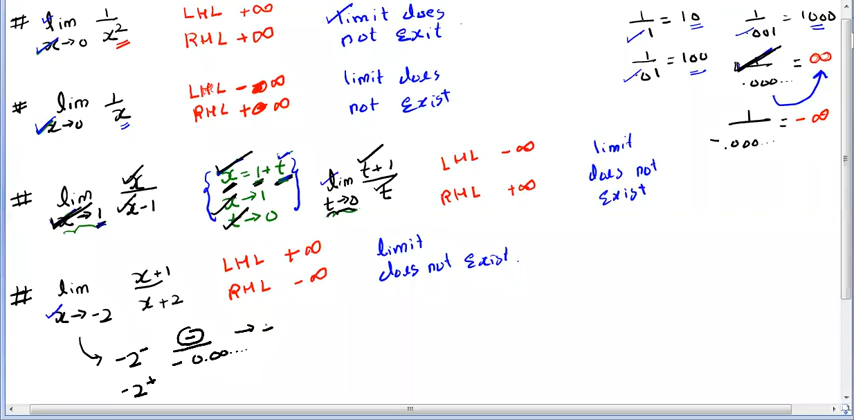 # lim 1/x² LHL +∞ limit does
x→0 RHL +∞ not Exit
1/.1 = 10 1/.001 = 1000
1/.01 = 100 1/.000... = ∞
# lim 1/x LHL -∞ limit does
x→0 RHL +∞ not Exist
1/-.000... = -∞
# lim x/x-1 {x = 1+t lim t+1/t LHL -∞ limit
x→1 x→1 t→0 RHL +∞ does not
t→0} Exist
# lim x+1/x+2 LHL +∞ limit
x→-2 RHL -∞ does not Exist.
-2⁻ -/-0.00.... →
-2⁺